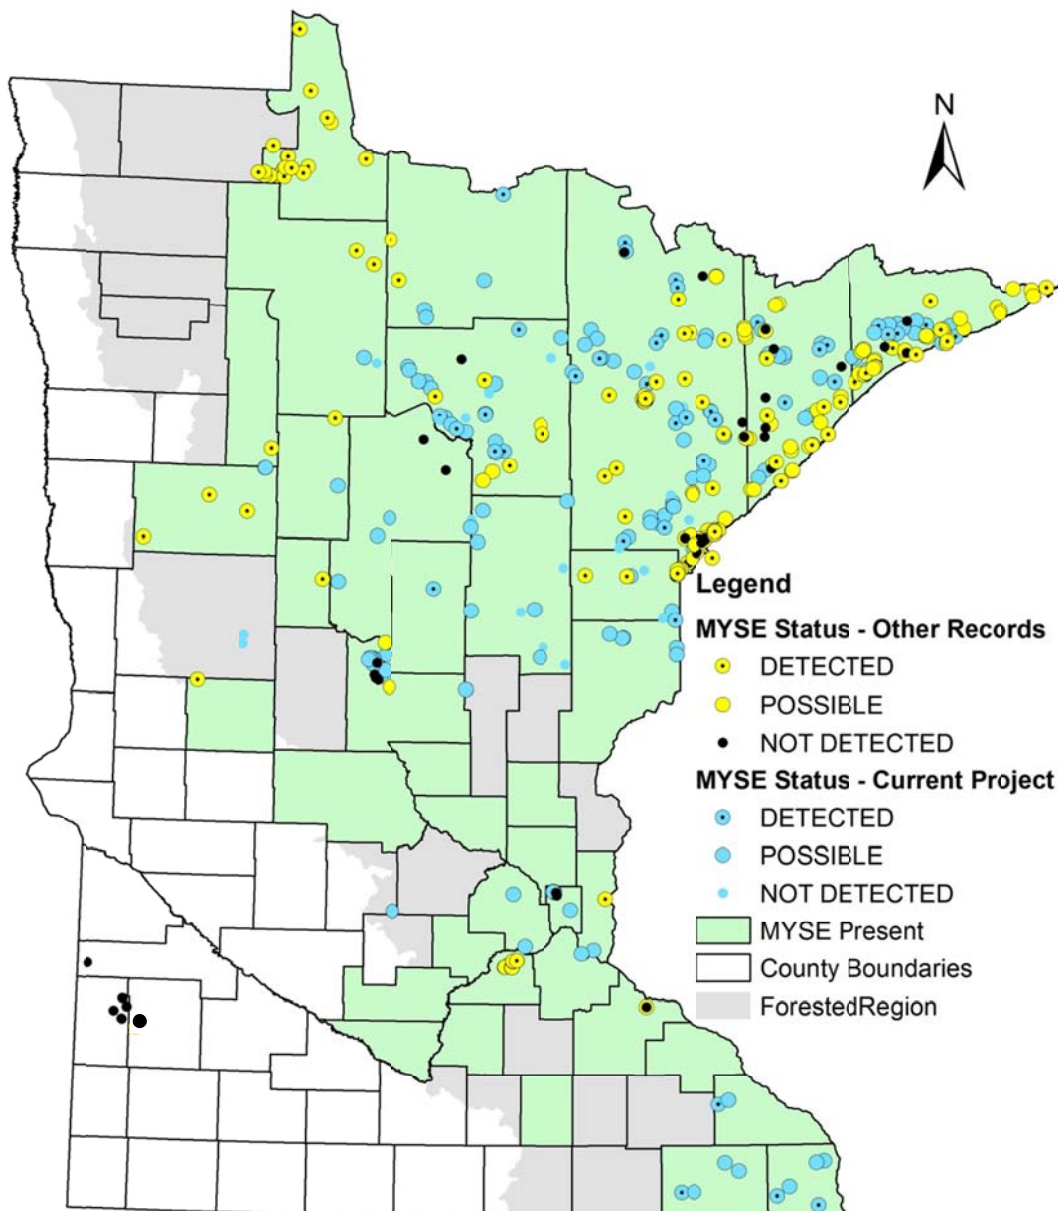 N
Legend
MYSE Status - Other Records
DETECTED
POSSIBLE
NOT DETECTED
MYSE Status - Current Project
DETECTED
POSSIBLE
NOT DETECTED
MYSE Present
County Boundaries
ForestedRegion